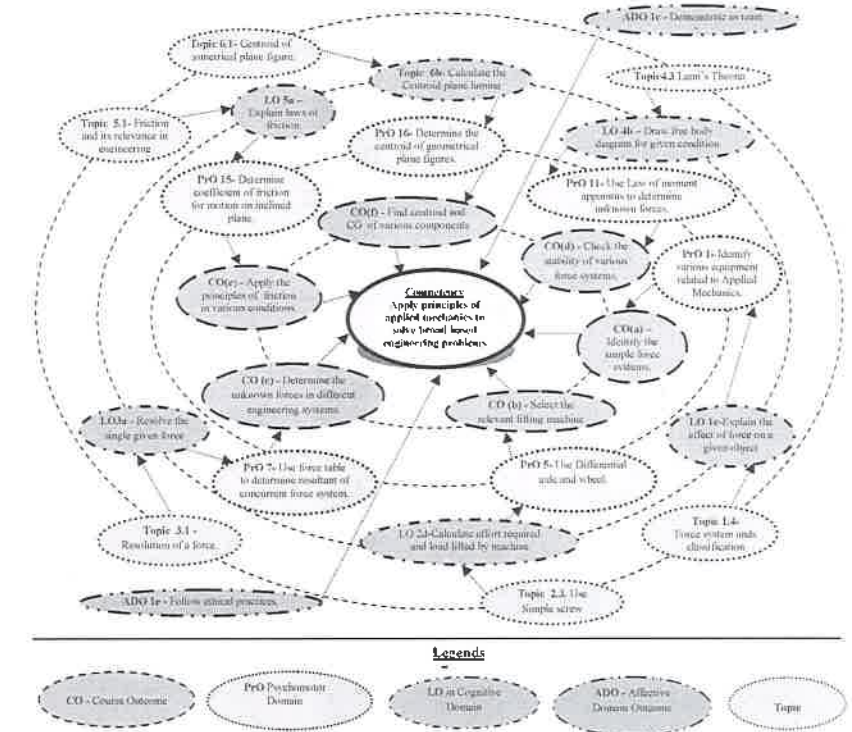 ADO 1c - Demonstrate as team
Topic 6.1- Centroid of
geometrical plane figure.
Topic 6b- Calculate the
Centroid plane lamina
Topic4.3 Lami's Theorem
LO 5a -
Explain laws of
friction.
Topic 5.1- Friction
and its relevance in
engineering
PrO 16- Determine the
centroid of geometrical
plane figures.
LO 4b - Draw free body
diagram for given condition
PrO 15- Determine
coefficient of friction
for motion on inclined
plane.
PrO 11- Use Law of moment
apparatus to determine
unknown forces.
CO(f) - Find centroid and
CG of various components
CO(d) - Check the
stability of various
force systems.
PrO 1- Identify
various equipment
related to Applied
Mechanics.
CO(e) - Apply the
principles of friction
in various conditions.
Competency
Apply principles of
applied mechanics to
solve broad based
engineering problems
CO(a) -
Identify the
simple force
systems.
CO (c) - Determine the
unknown forces in different
engineering systems
CO (b) - Select the
relevant lifting machine
LO3a - Resolve the
single given force
LO 1c-Explain the
affect of force on a
given object
PrO 7- Use force table
to determine resultant of
concurrent force system.
PrO 5- Use Differential
axle and wheel.
Topic 3.1 -
Resolution of a force.
LO 2d-Calculate effort required
and load lifted by machine
Topic 1.4-
Force system and
classification
ADO 1e - Follow ethical practices.
Topic 2.3. Use
Simple screw
Legends
CO - Course Outcome
PrO Psychomotor
Domain
LO in Cognitive
Domain
ADO - Affective
Domain Outcome
Topic